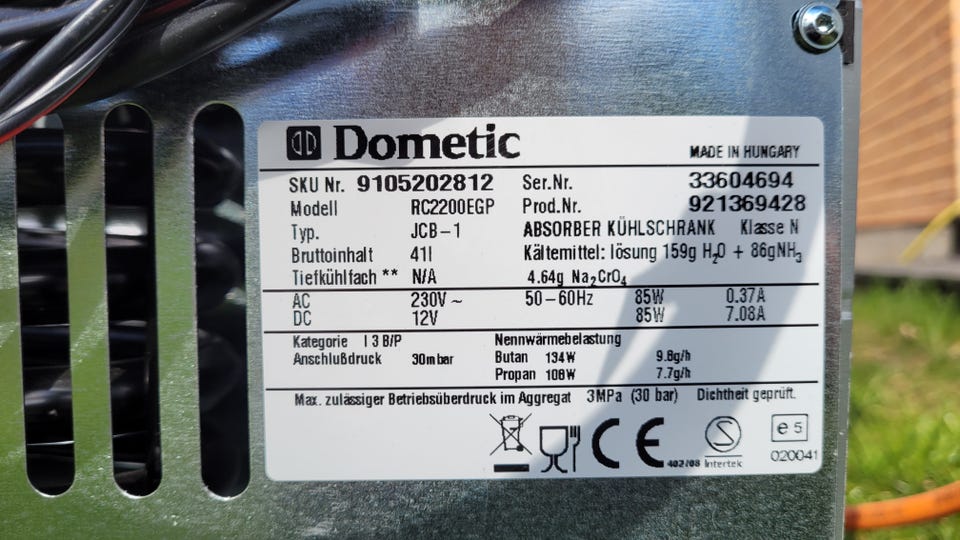 Dometic
MADE IN HUNGARY
SKU Nr. 9105202812 Ser.Nr. 33604694
Modell RC2200EGP Prod.Nr. 921369428
Typ. JCB-1 ABSORBER KÜHLSCHRANK Klasse N
Bruttoinhalt 41l Kältemittel: lösung 159g H₂O + 86gNH₃
Tiefkühlfach ** N/A 4.64g Na₂CrO₄
AC 230V~ 50-60Hz 85W 0.37A
DC 12V 85W 7.08A
Kategorie I 3 B/P Nennwärmebelastung
Anschlußdruck 30mbar Butan 134W 9.8g/h
Propan 108W 7.7g/h
Max. zulässiger Betriebsüberdruck im Aggregat 3MPa (30 bar) Dichtheit geprüft.
CE 402/08 S Intertek e5
020041